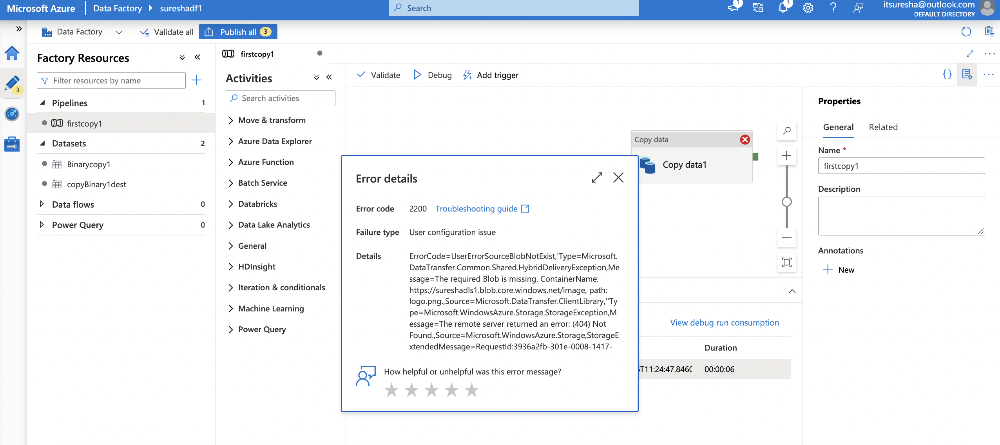 Microsoft Azure
Data Factory
sureshadf1
Search
1
3
itsuresha@outlook.com
DEFAULT DIRECTORY
Data Factory
Validate all
Publish all
3
Factory Resources
Filter resources by name
3
Pipelines
1
firstcopy1
Datasets
2
Binarycopy1
copyBinary1dest
Data flows
0
Power Query
0
firstcopy1
Activities
Search activities
Move & transform
Azure Data Explorer
Azure Function
Batch Service
Databricks
Data Lake Analytics
General
HDInsight
Iteration & conditionals
Machine Learning
Power Query
Validate
Debug
Add trigger
{}
Copy data
Copy data1
Error details
Error code
2200
Troubleshooting guide
Failure type
User configuration issue
Details
ErrorCode=UserErrorSourceBlobNotExist,'Type=Microsoft.
DataTransfer.Common.Shared.HybridDeliveryException,Me
ssage=The required Blob is missing. ContainerName:
https://sureshadls1.blob.core.windows.net/image, path:
logo.png.,Source=Microsoft.DataTransfer.ClientLibrary,''Ty
pe=Microsoft.WindowsAzure.Storage.StorageException,M
essage=The remote server returned an error: (404) Not
Found.,Source=Microsoft.WindowsAzure.Storage,StorageE
xtendedMessage=RequestId:3936a2fb-301e-0008-1417-
How helpful or unhelpful was this error message?
View debug run consumption
Duration
T11:24:47.846
00:00:06
Properties
General
Related
Name *
firstcopy1
Description
Annotations
New